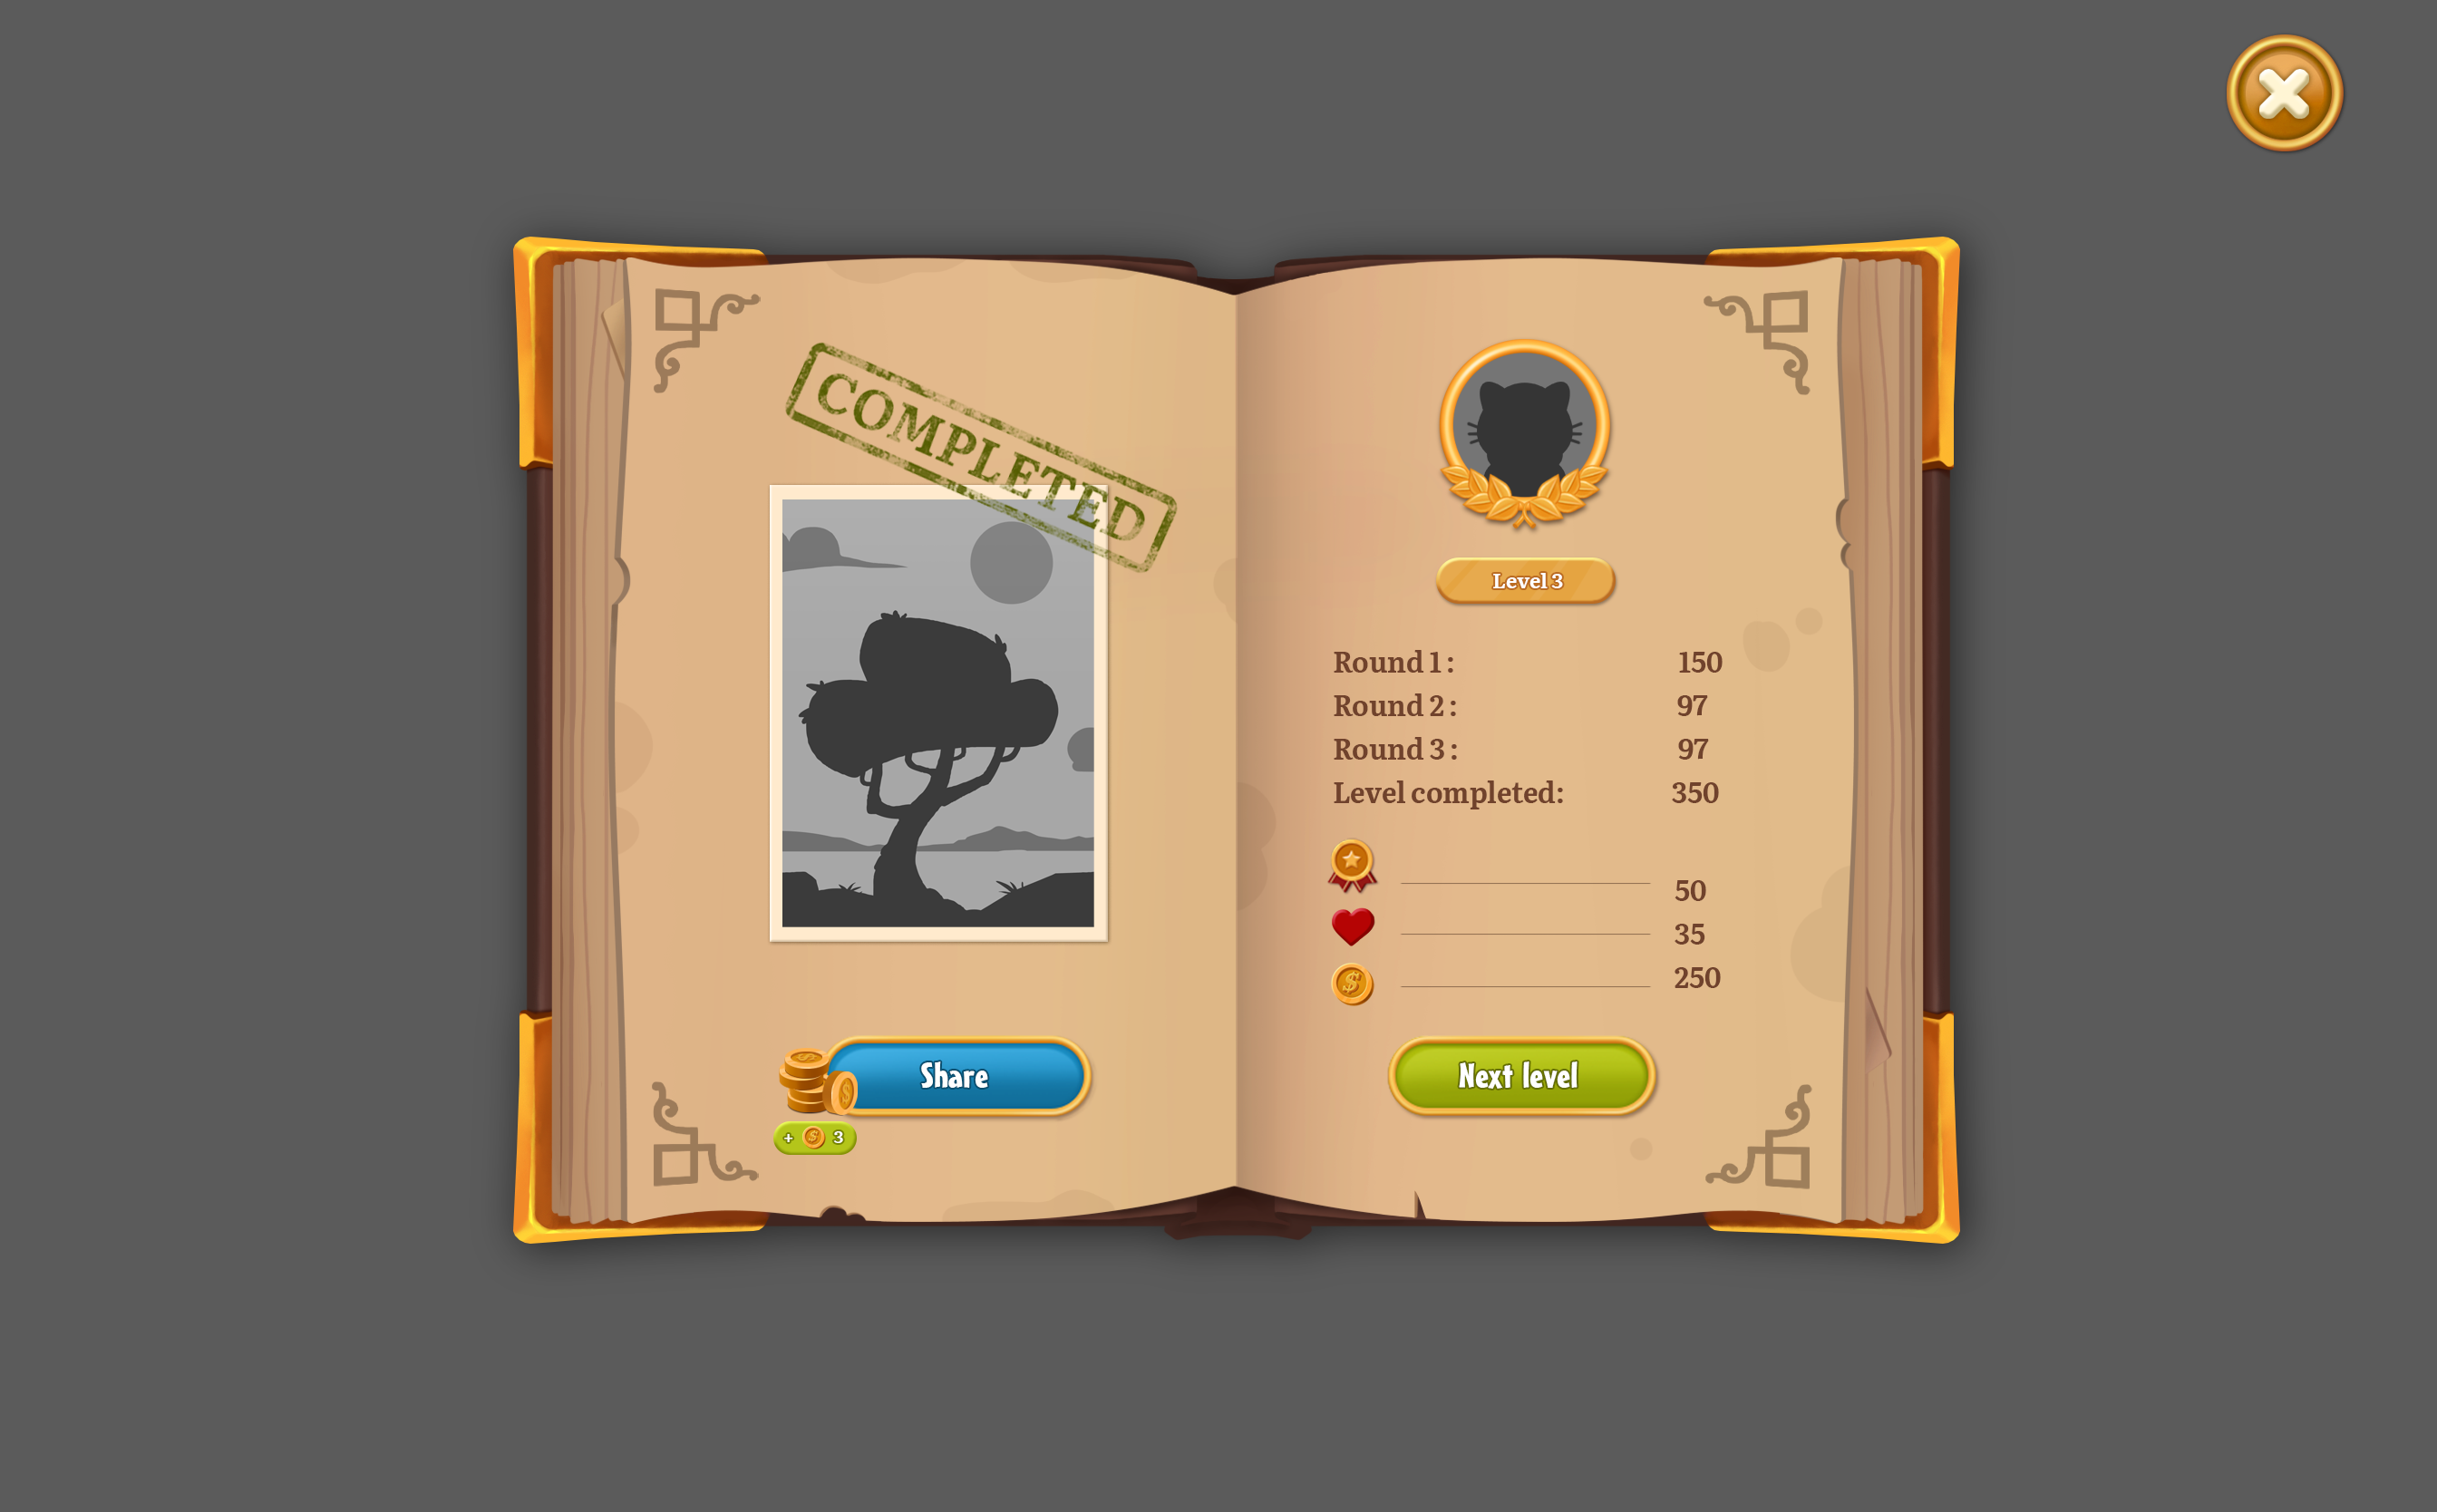 COMPLETED
Share
+ 3
Level 3
Round 1: 150
Round 2: 97
Round 3: 97
Level completed: 350
50
35
250
Next level